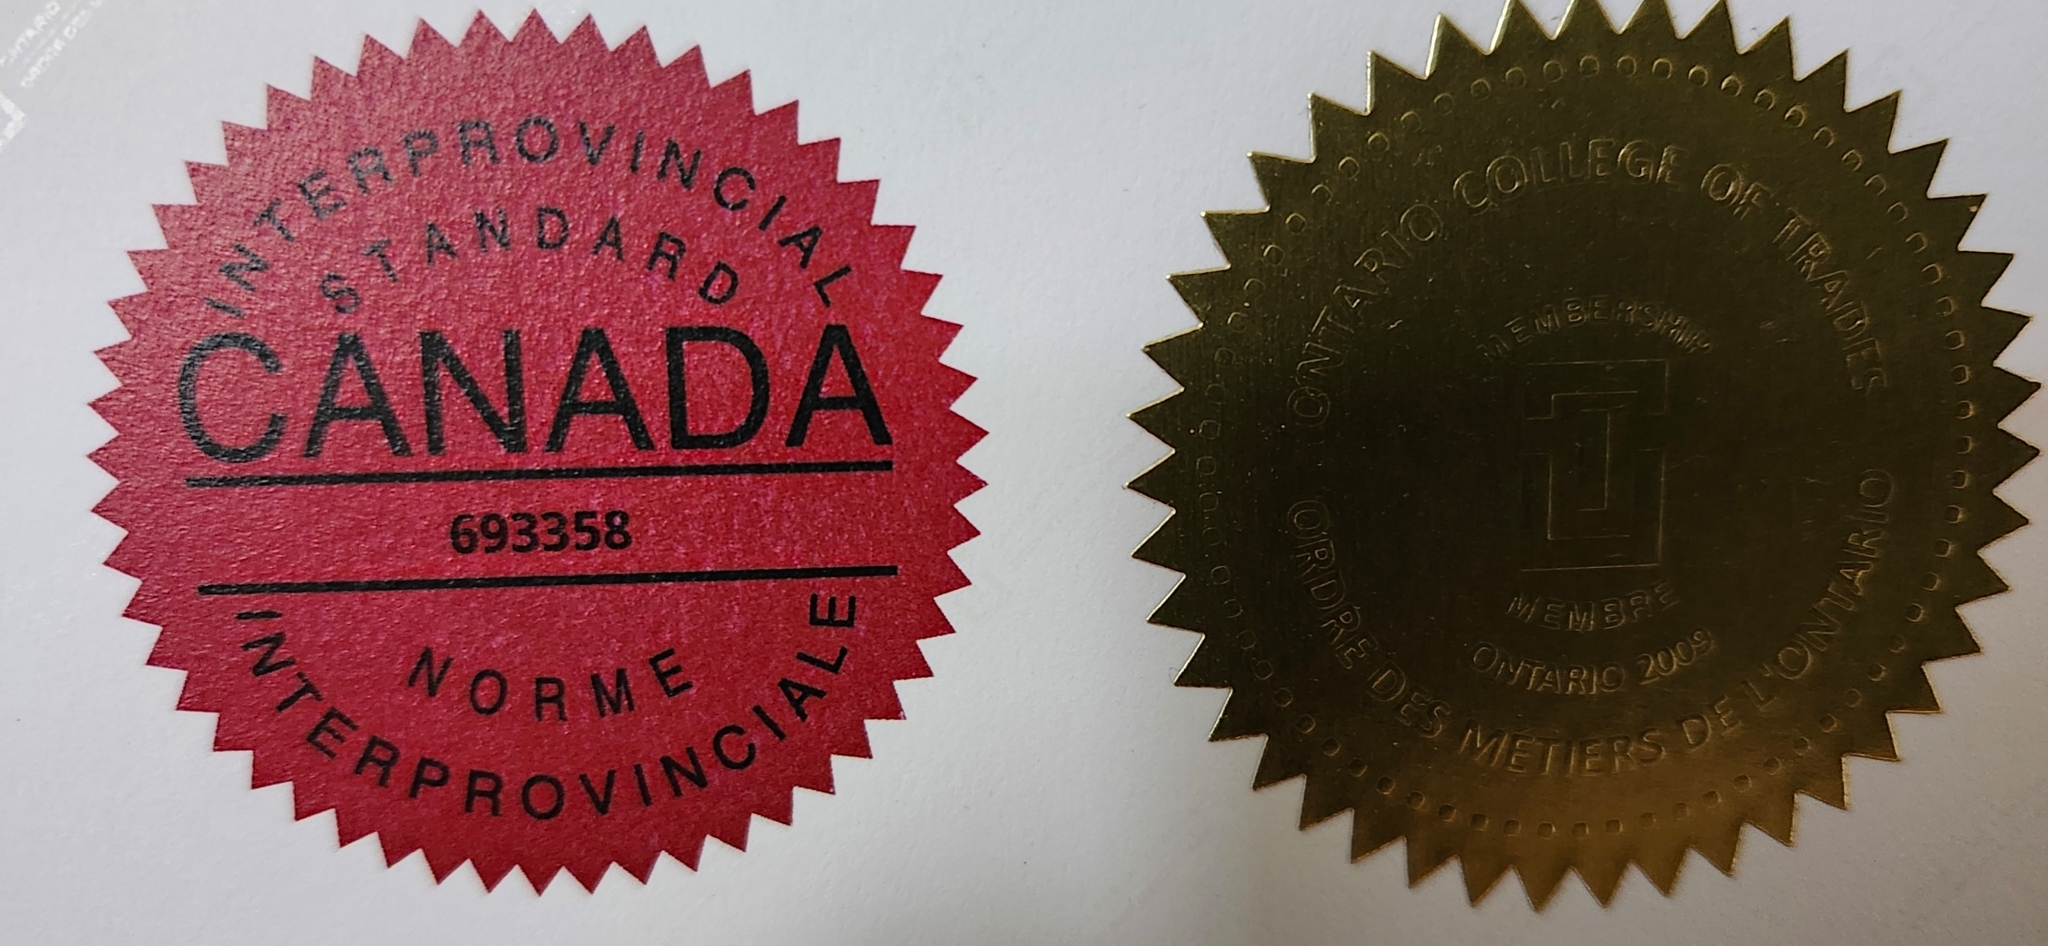 INTERPROVINCIAL
STANDARD
CANADA
693358
NORME
INTERPROVINCIALE
ONTARIO COLLEGE OF TRADES
MEMBERSHIP
MEMBRE
ONTARIO 2009
ORDRE DES MÉTIERS DE L'ONTARIO